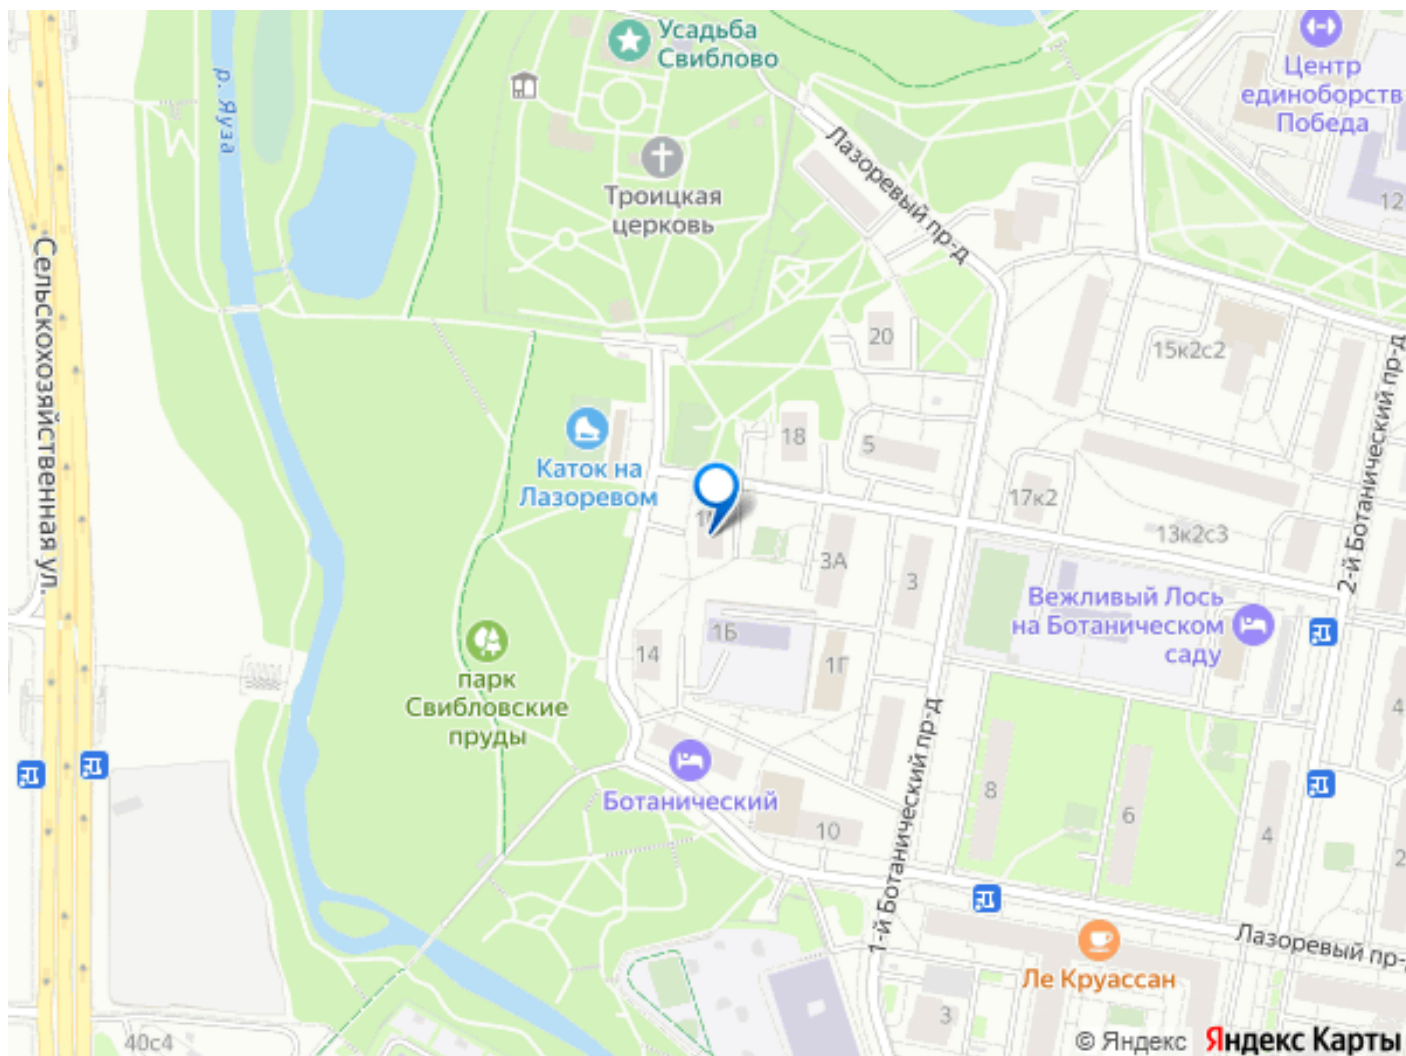 Усадьба
Свиблово
Центр
единоборств
Победа
р. Яуза
Лазоревый пр-д
Троицкая
церковь
12
Сельскохозяйственная ул.
20
15к2с2
2-й Ботанический пр-д
18
5
Каток на
Лазоревом
17к2
13к2с3
3А
3
Вежливый Лось
на Ботаническом
саду
1Б
14
1Г
парк
Свибловские
пруды
4
1-й Ботанический пр-д
Ботанический
8
6
10
4
2
Лазоревый пр-
Ле Круассан
3
40с4
© Яндекс Яндекс Карты